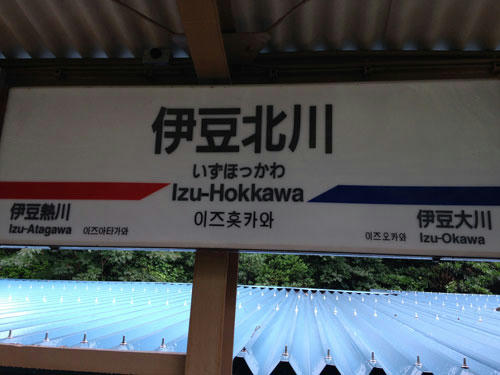 伊豆北川
いずほっかわ
Izu-Hokkawa
이즈홋카와
伊豆熱川
Izu-Atagawa
이즈아타가와
伊豆大川
Izu-Okawa
이즈오카와